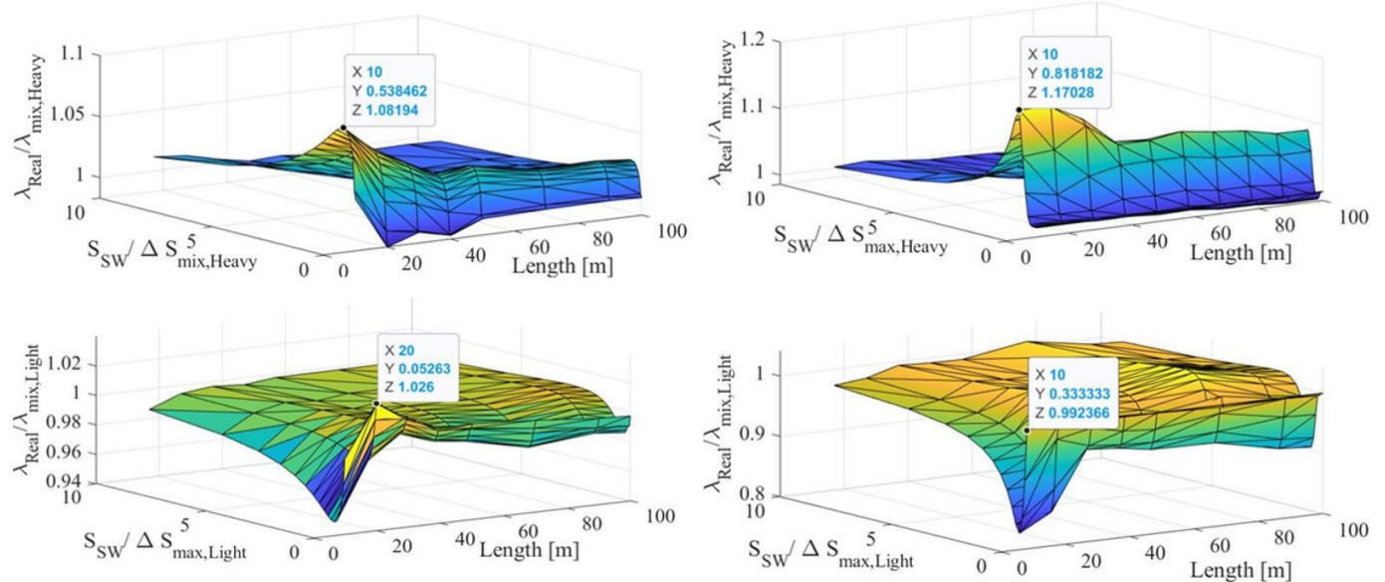 1.1
1.05
1
λReal/λmix,Heavy
10
5
0
SSW/ Δ Smix,Heavy
0
20
40
60
80
100
Length [m]
X 10
Y 0.538462
Z 1.08194
1.2
1.1
1
λReal/λmix,Heavy
10
5
0
SSW/ Δ Smax,Heavy
0
20
40
60
80
100
Length [m]
X 10
Y 0.818182
Z 1.17028
1.02
1
0.98
0.96
0.94
λReal/λmix,Light
10
5
0
SSW/ Δ Smax,Light
0
20
40
60
80
100
Length [m]
X 20
Y 0.05263
Z 1.026
1
0.9
0.8
λReal/λmix,Light
10
5
0
SSW/ Δ Smax,Light
0
20
40
60
80
100
Length [m]
X 10
Y 0.333333
Z 0.992366